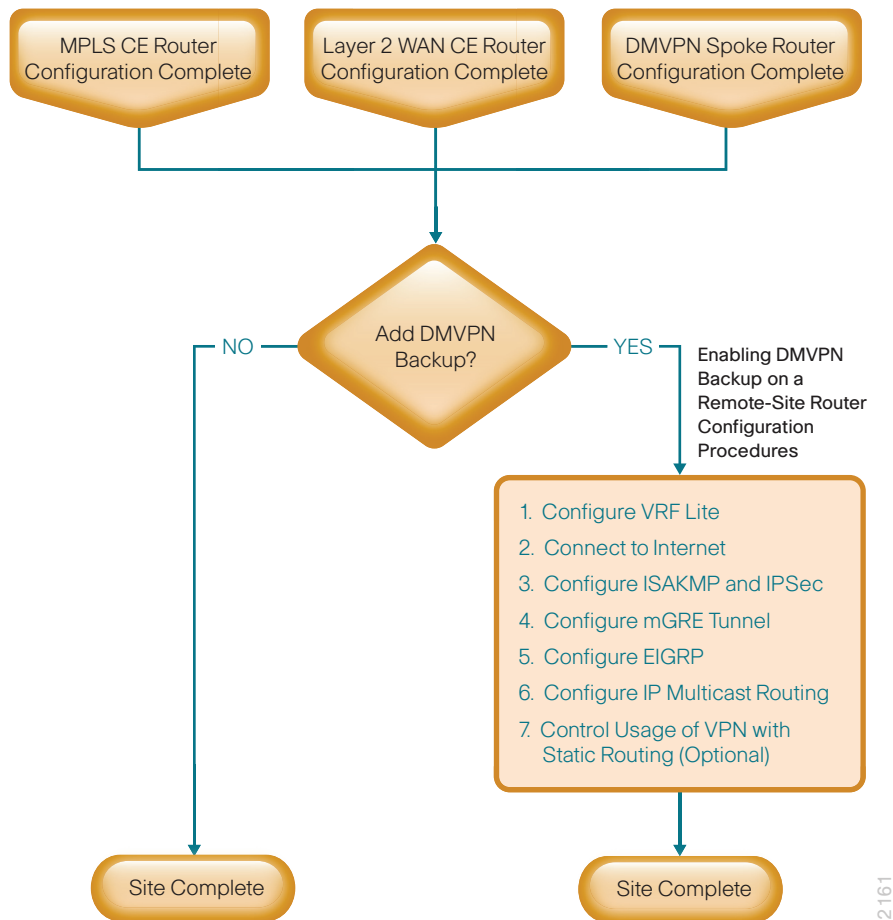 MPLS CE Router
Configuration Complete
Layer 2 WAN CE Router
Configuration Complete
DMVPN Spoke Router
Configuration Complete
Add DMVPN
Backup?
NO
YES
Enabling DMVPN
Backup on a
Remote-Site Router
Configuration
Procedures
1. Configure VRF Lite
2. Connect to Internet
3. Configure ISAKMP and IPSec
4. Configure mGRE Tunnel
5. Configure EIGRP
6. Configure IP Multicast Routing
7. Control Usage of VPN with
Static Routing (Optional)
Site Complete
Site Complete
2161